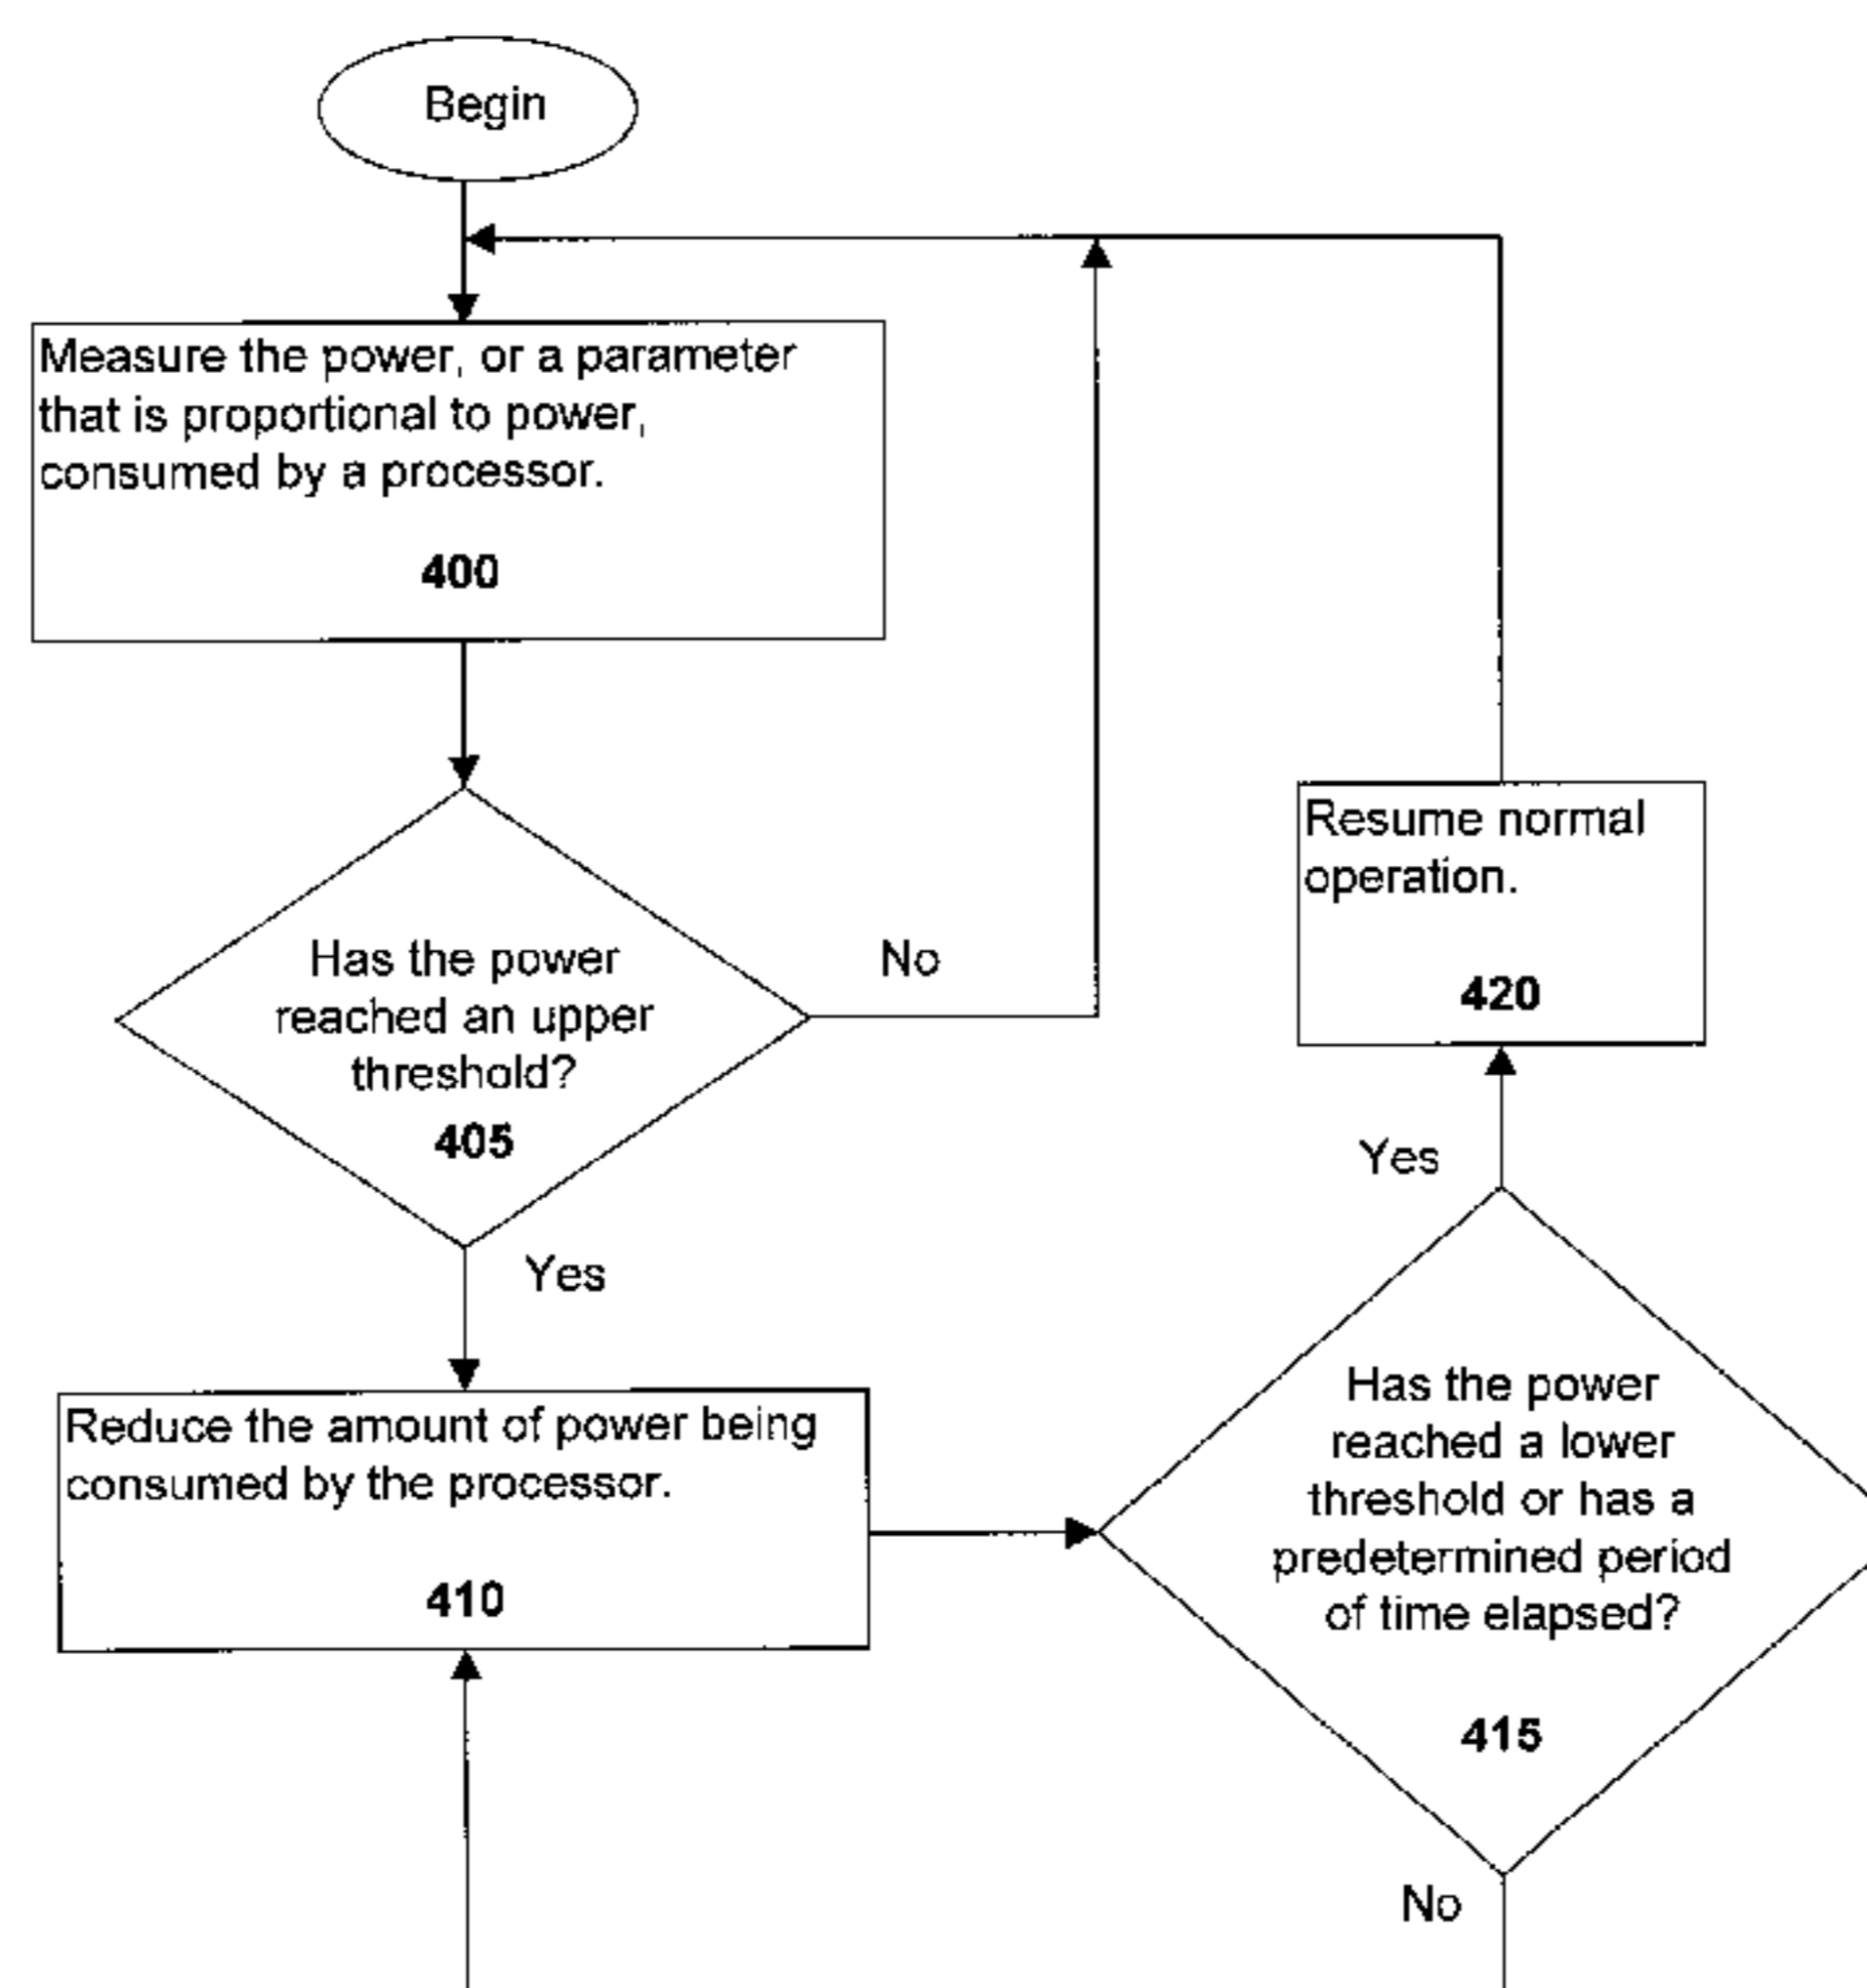 Begin
Measure the power, or a parameter
that is proportional to power,
consumed by a processor.
400
Has the power
reached an upper
threshold?
405
No
Yes
Reduce the amount of power being
consumed by the processor.
410
Resume normal
operation.
420
Yes
Has the power
reached a lower
threshold or has a
predetermined period
of time elapsed?
415
No